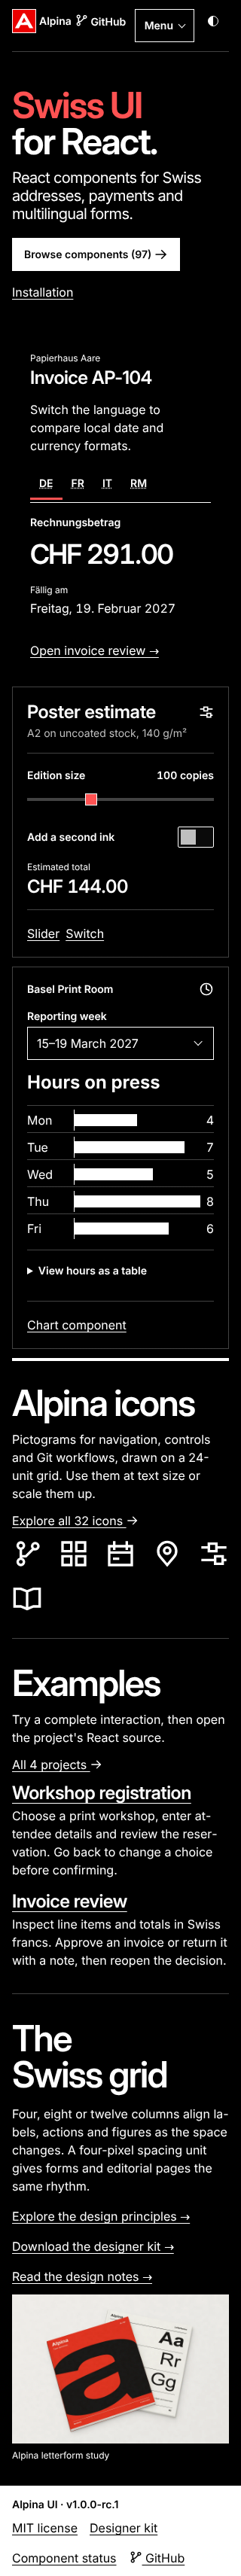 Alpina GitHub Menu
Swiss UI
for React.
React components for Swiss
addresses, payments and
multilingual forms.
Browse components (97) →
Installation
Papierhaus Aare
Invoice AP-104
Switch the language to
compare local date and
currency formats.
DE FR IT RM
Rechnungsbetrag
CHF 291.00
Fällig am
Freitag, 19. Februar 2027
Open invoice review →
Poster estimate
A2 on uncoated stock, 140 g/m²
Edition size 100 copies
Add a second ink
Estimated total
CHF 144.00
Slider Switch
Basel Print Room
Reporting week
15–19 March 2027
Hours on press
Mon 4
Tue 7
Wed 5
Thu 8
Fri 6
View hours as a table
Chart component
Alpina icons
Pictograms for navigation, controls
and Git workflows, drawn on a 24-
unit grid. Use them at text size or
scale them up.
Explore all 32 icons →
Examples
Try a complete interaction, then open
the project's React source.
All 4 projects →
Workshop registration
Choose a print workshop, enter at-
tendee details and review the reser-
vation. Go back to change a choice
before confirming.
Invoice review
Inspect line items and totals in Swiss
francs. Approve an invoice or return it
with a note, then reopen the decision.
The
Swiss grid
Four, eight or twelve columns align la-
bels, actions and figures as the space
changes. A four-pixel spacing unit
gives forms and editorial pages the
same rhythm.
Explore the design principles →
Download the designer kit →
Read the design notes →
Alpina
a
Aa
Rr
Alpina letterform study
Alpina UI · v1.0.0-rc.1
MIT license Designer kit
Component status GitHub